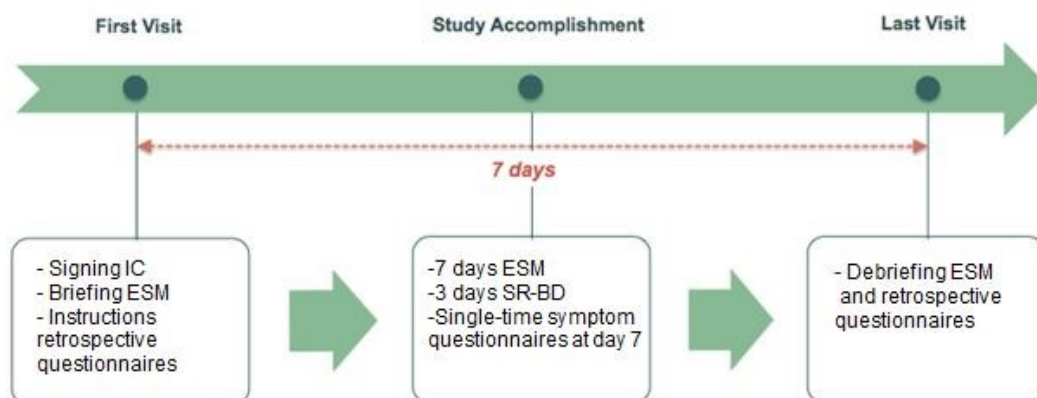 First Visit
Study Accomplishment
Last Visit
7 days
- Signing IC
- Briefing ESM
- Instructions
retrospective
questionnaires
-7 days ESM
-3 days SR-BD
-Single-time symptom
questionnaires at day 7
- Debriefing ESM
and retrospective
questionnaires